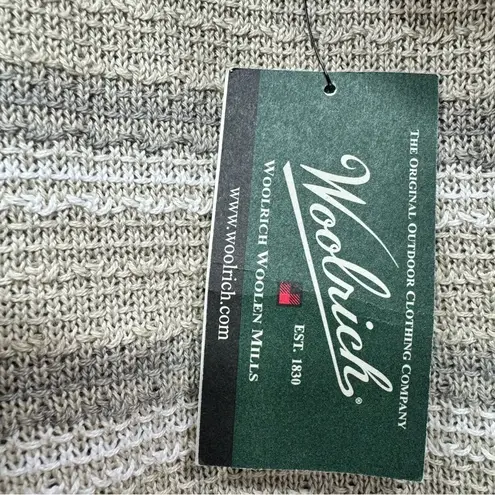 THE ORIGINAL OUTDOOR CLOTHING COMPANY
Woolrich®
EST. 1830
WOOLRICH WOOLEN MILLS
www.woolrich.com